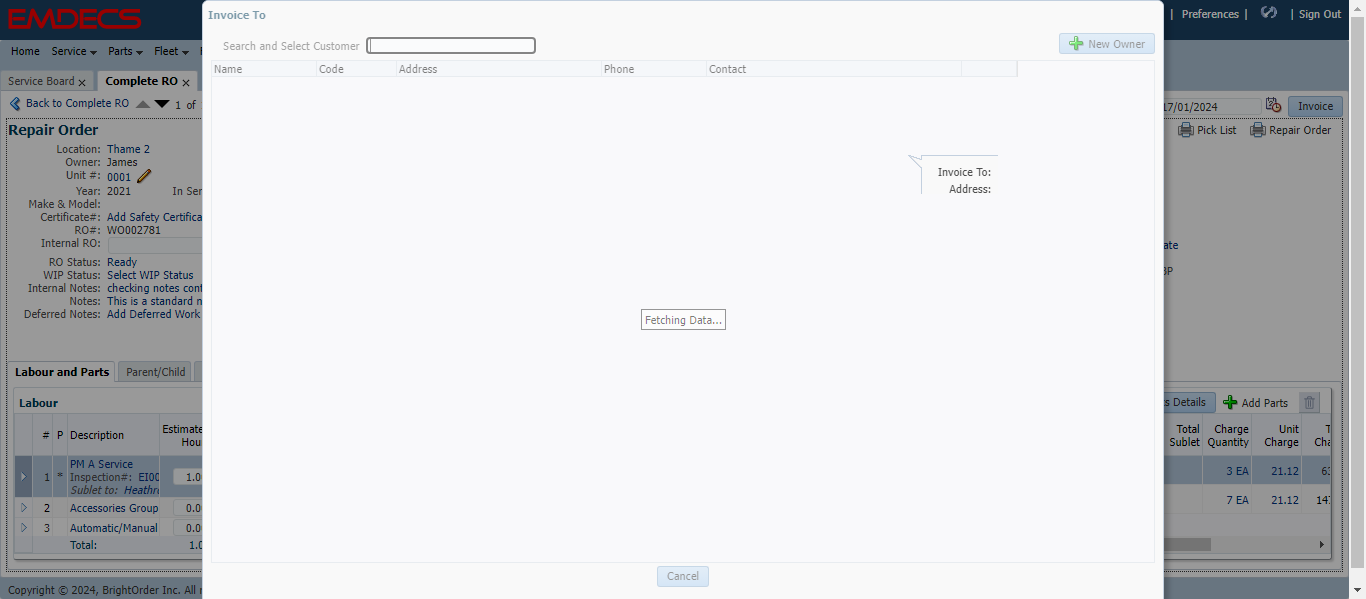 EMDECS
| Preferences | | Sign Out
Home Service Parts Fleet
Service Board x Complete RO x
Back to Complete RO 1 of
17/01/2024 Invoice
Pick List Repair Order
Repair Order
Location: Thame 2
Owner: James
Unit #: 0001
Year: 2021 In Ser
Make & Model:
Certificate#: Add Safety Certifica
RO#: WO002781
Internal RO:
RO Status: Ready
WIP Status: Select WIP Status
Internal Notes: checking notes cont
Notes: This is a standard n
Deferred Notes: Add Deferred Work
ate
BP
Invoice To
Search and Select Customer
New Owner
Name Code Address Phone Contact
Invoice To:
Address:
Fetching Data...
Cancel
Labour and Parts Parent/Child
Labour
# P Description Estimate
Hou
1 * PM A Service
Inspection#: EI00
Sublet to: Heathr
1.0
2 Accessories Group 0.0
3 Automatic/Manual 0.0
Total: 1.0
s Details Add Parts
Total
Sublet
Charge
Quantity
Unit
Charge
T
Cha
3 EA 21.12 63
7 EA 21.12 147
Copyright © 2024, BrightOrder Inc. All r